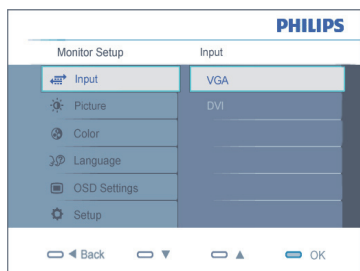 PHILIPS
Monitor Setup Input
Input VGA
Picture DVI
Color
Language
OSD Settings
Setup
Back OK